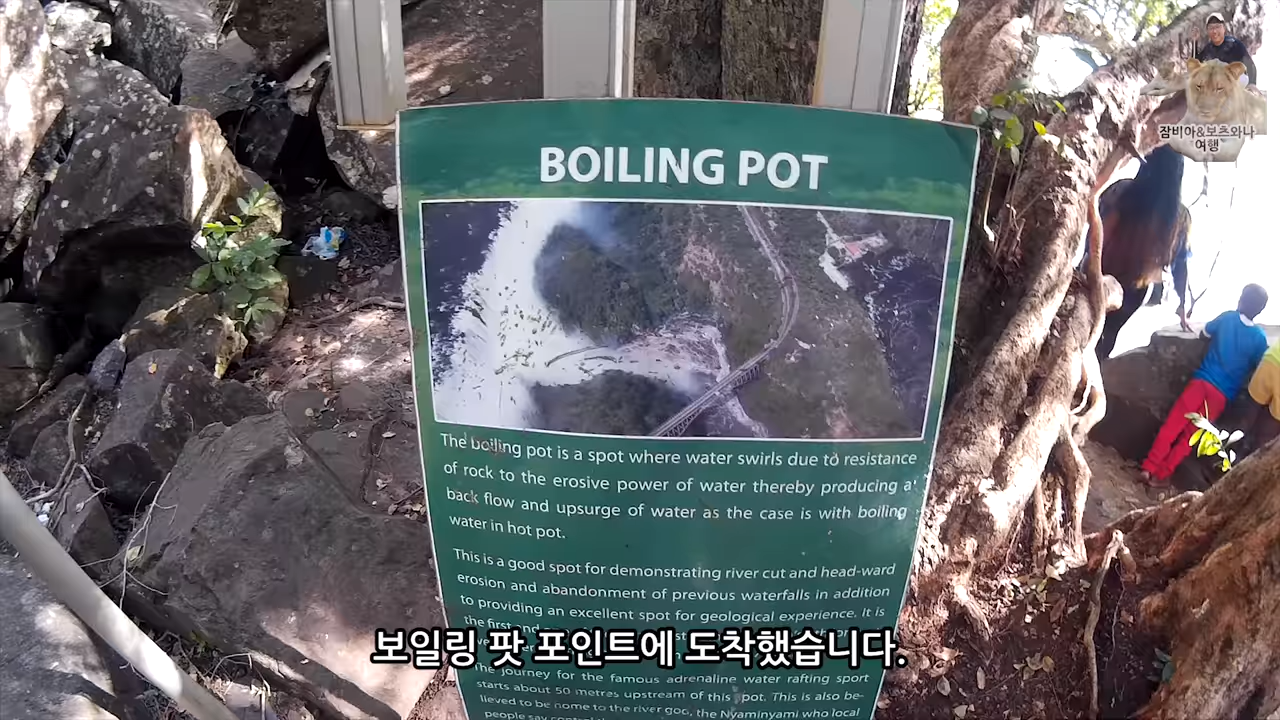 BOILING POT
잠비아&보츠와나
여행
The boiling pot is a spot where water swirls due to resistance
of rock to the erosive power of water thereby producing a
back flow and upsurge of water as the case is with boiling
water in hot pot.
This is a good spot for demonstrating river cut and head-ward
erosion and abandonment of previous waterfalls in addition
to providing an excellent spot for geological experience. It is
the first and
보일링 팟 포인트에 도착했습니다.
The journey for the famous adrenaline water rafting sport
starts about 50 metres upstream of this spot. This is also be-
lieved to be home to the river god, the Nyaminyami who local
people say